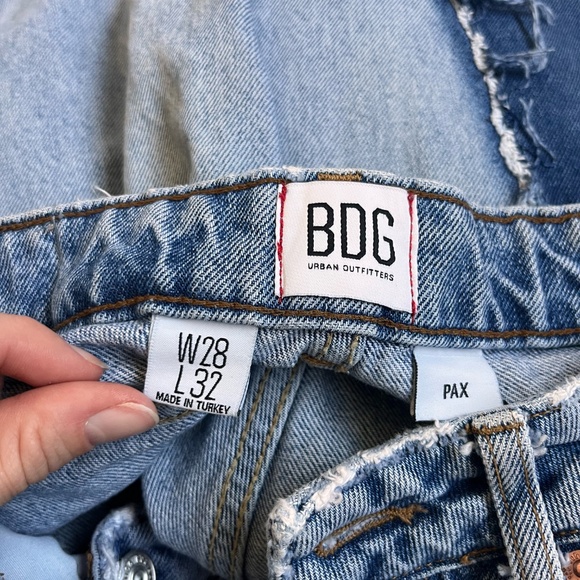 BDG
URBAN OUTFITTERS
W28
L32
MADE IN TURKEY
PAX